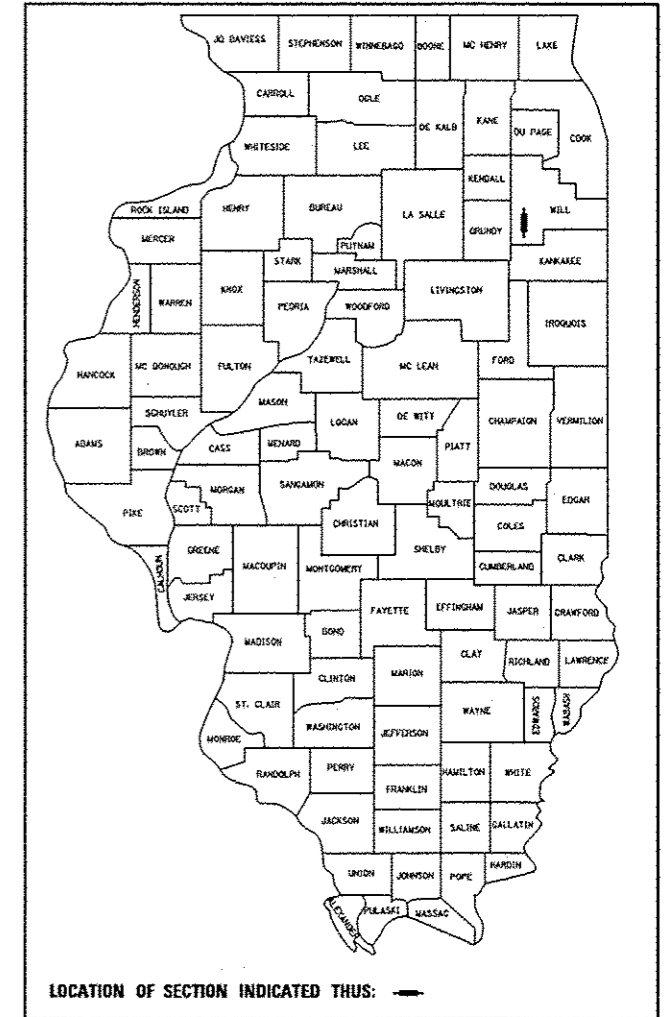 JO DAVIESS STEPHENSON WINNEBAGO BOONE MC HENRY LAKE
CARROLL OGLE DE KALB KANE DU PAGE COOK
WHITESIDE LEE
KENDALL
ROCK ISLAND HENRY BUREAU LA SALLE GRUNDY WILL
MERCER PUTNAM
STARK MARSHALL KANKAKEE
HENDERSON WARREN KNOX PEORIA WOODFORD LIVINGSTON IROQUOIS
HANCOCK MC DONOUGH FULTON TAZEWELL MC LEAN FORD
SCHUYLER MASON LOGAN DE WITT CHAMPAIGN VERMILION
ADAMS BROWN CASS MENARD PIATT
MACON
PIKE SCOTT MORGAN SANGAMON MOULTRIE DOUGLAS EDGAR
CHRISTIAN COLES
CALHOUN GREENE MACOUPIN MONTGOMERY SHELBY CUMBERLAND CLARK
JERSEY
FAYETTE EFFINGHAM JASPER CRAWFORD
MADISON BOND
CLAY RICHLAND LAWRENCE
CLINTON MARION
ST. CLAIR WAYNE EDWARDS WABASH
MONROE WASHINGTON JEFFERSON
RANDOLPH PERRY HAMILTON WHITE
FRANKLIN
JACKSON WILLIAMSON SALINE GALLATIN
UNION JOHNSON POPE HARDIN
ALEXANDER PULASKI MASSAC
LOCATION OF SECTION INDICATED THUS: